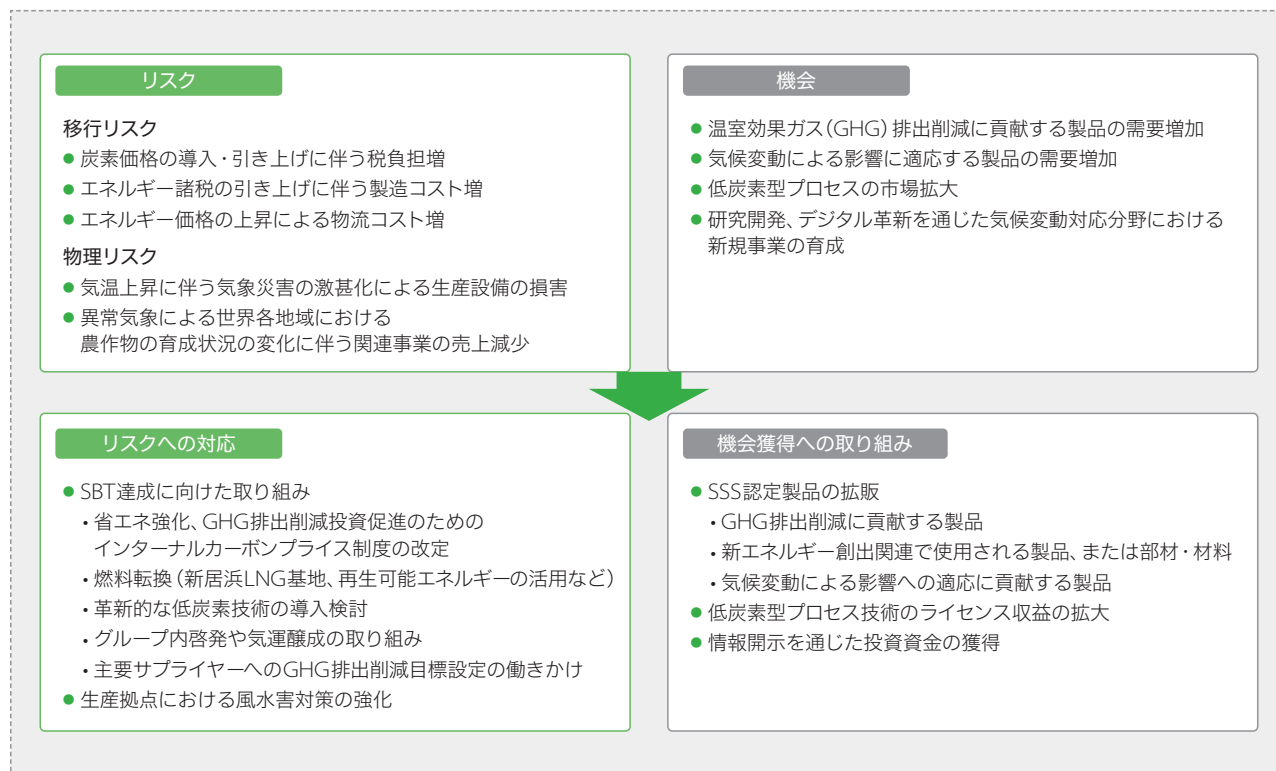 リスク
移行リスク
● 炭素価格の導入・引き上げに伴う税負担増
● エネルギー諸税の引き上げに伴う製造コスト増
● エネルギー価格の上昇による物流コスト増
物理リスク
● 気温上昇に伴う気象災害の激甚化による生産設備の損害
● 異常気象による世界各地域における
農作物の育成状況の変化に伴う関連事業の売上減少
機会
● 温室効果ガス(GHG)排出削減に貢献する製品の需要増加
● 気候変動による影響に適応する製品の需要増加
● 低炭素型プロセスの市場拡大
● 研究開発、デジタル革新を通じた気候変動対応分野における
新規事業の育成
リスクへの対応
● SBT達成に向けた取り組み
・省エネ強化、GHG排出削減投資促進のための
インターナルカーボンプライス制度の改定
・燃料転換(新居浜LNG基地、再生可能エネルギーの活用など)
・革新的な低炭素技術の導入検討
・グループ内啓発や気運醸成の取り組み
・主要サプライヤーへのGHG排出削減目標設定の働きかけ
● 生産拠点における風水害対策の強化
機会獲得への取り組み
● SSS認定製品の拡販
・GHG排出削減に貢献する製品
・新エネルギー創出関連で使用される製品、または部材・材料
・気候変動による影響への適応に貢献する製品
● 低炭素型プロセス技術のライセンス収益の拡大
● 情報開示を通じた投資資金の獲得